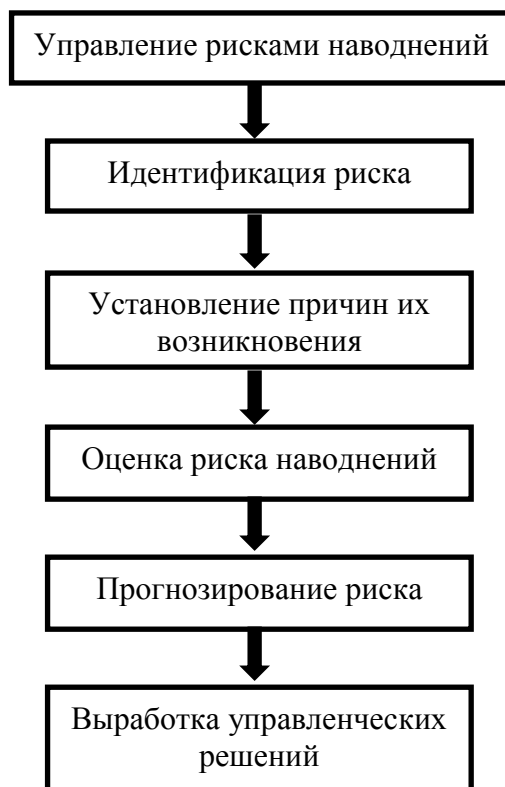 Управление рисками наводнений
Идентификация риска
Установление причин их
возникновения
Оценка риска наводнений
Прогнозирование риска
Выработка управленческих
решений